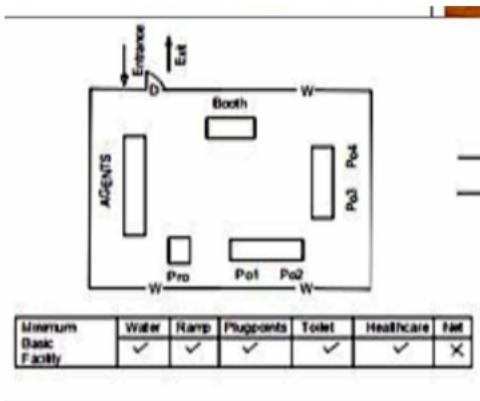 Entrance
Exit
D
W
Booth
AGENTS
Po4
Po3
Pro
Po1 Po2
W
W
Minimum Basic Facility
Water Ramp Plugpoints Toilet Healthcare Net
✓ ✓ ✓ ✓ ✓ ✗